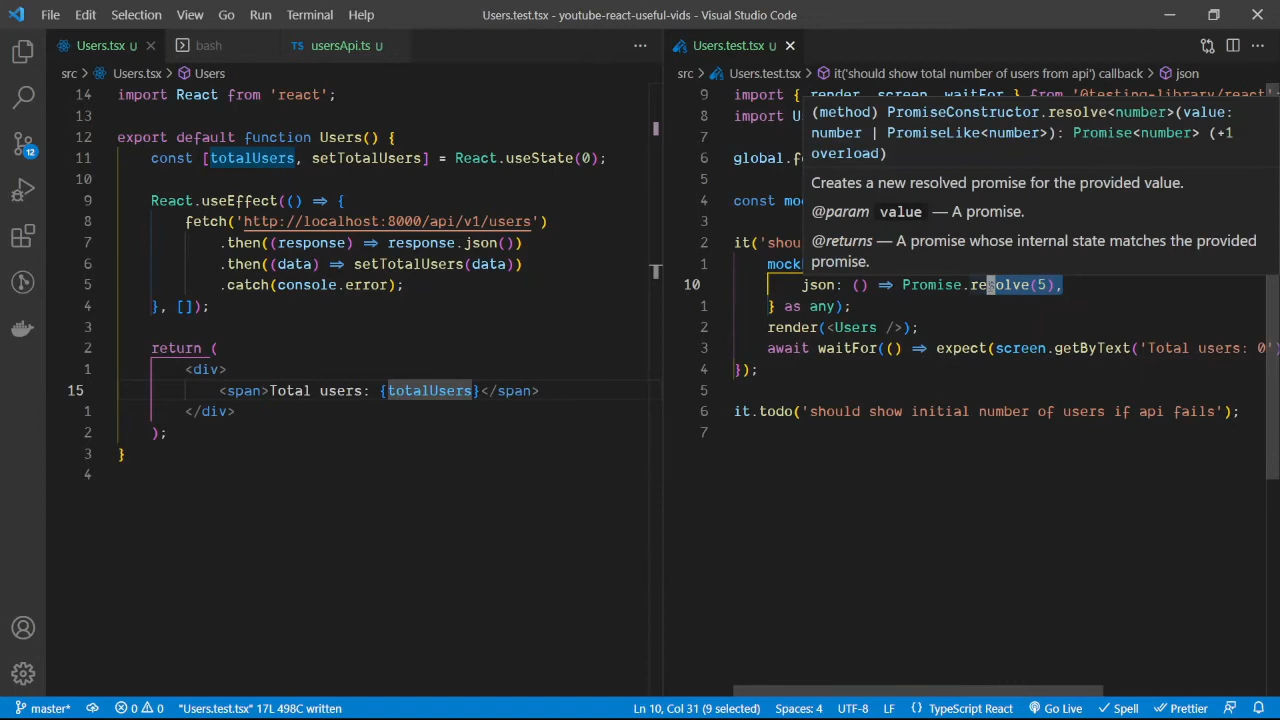 File Edit Selection View Go Run Terminal Help
Users.test.tsx - youtube-react-useful-vids - Visual Studio Code
Users.tsx U
bash
TS usersApi.ts U
src > Users.tsx > Users
14 import React from 'react';
13
12 export default function Users() {
11 const [totalUsers, setTotalUsers] = React.useState(0);
10
9 React.useEffect(() ⇒ {
8 fetch('http://localhost:8000/api/v1/users')
7 .then((response) ⇒ response.json())
6 .then((data) ⇒ setTotalUsers(data))
5 .catch(console.error);
4 }, []);
3
2 return (
1 <div>
15 <span>Total users: {totalUsers}</span>
1 </div>
2 );
3 }
4
Users.test.tsx U
src > Users.test.tsx > it('should show total number of users from api') callback > json
9 import { render, screen, waitFor } from '@testing-library/react
8 import U
7
6 global.f
5
4 const mo
3
2 it('shou
1 mock
(method) PromiseConstructor.resolve<number>(value:
number | PromiseLike<number>): Promise<number> (+1
overload)
Creates a new resolved promise for the provided value.
@param value — A promise.
@returns — A promise whose internal state matches the provided
promise.
10 json: () ⇒ Promise.resolve(5),
1 } as any);
2 render(<Users />);
3 await waitFor(() ⇒ expect(screen.getByText('Total users: 0'
4 });
5
6 it.todo('should show initial number of users if api fails');
7
12
master* 0 0 "Users.test.tsx" 17L 498C written
Ln 10, Col 31 (9 selected) Spaces: 4 UTF-8 LF {} TypeScript React Go Live Spell Prettier